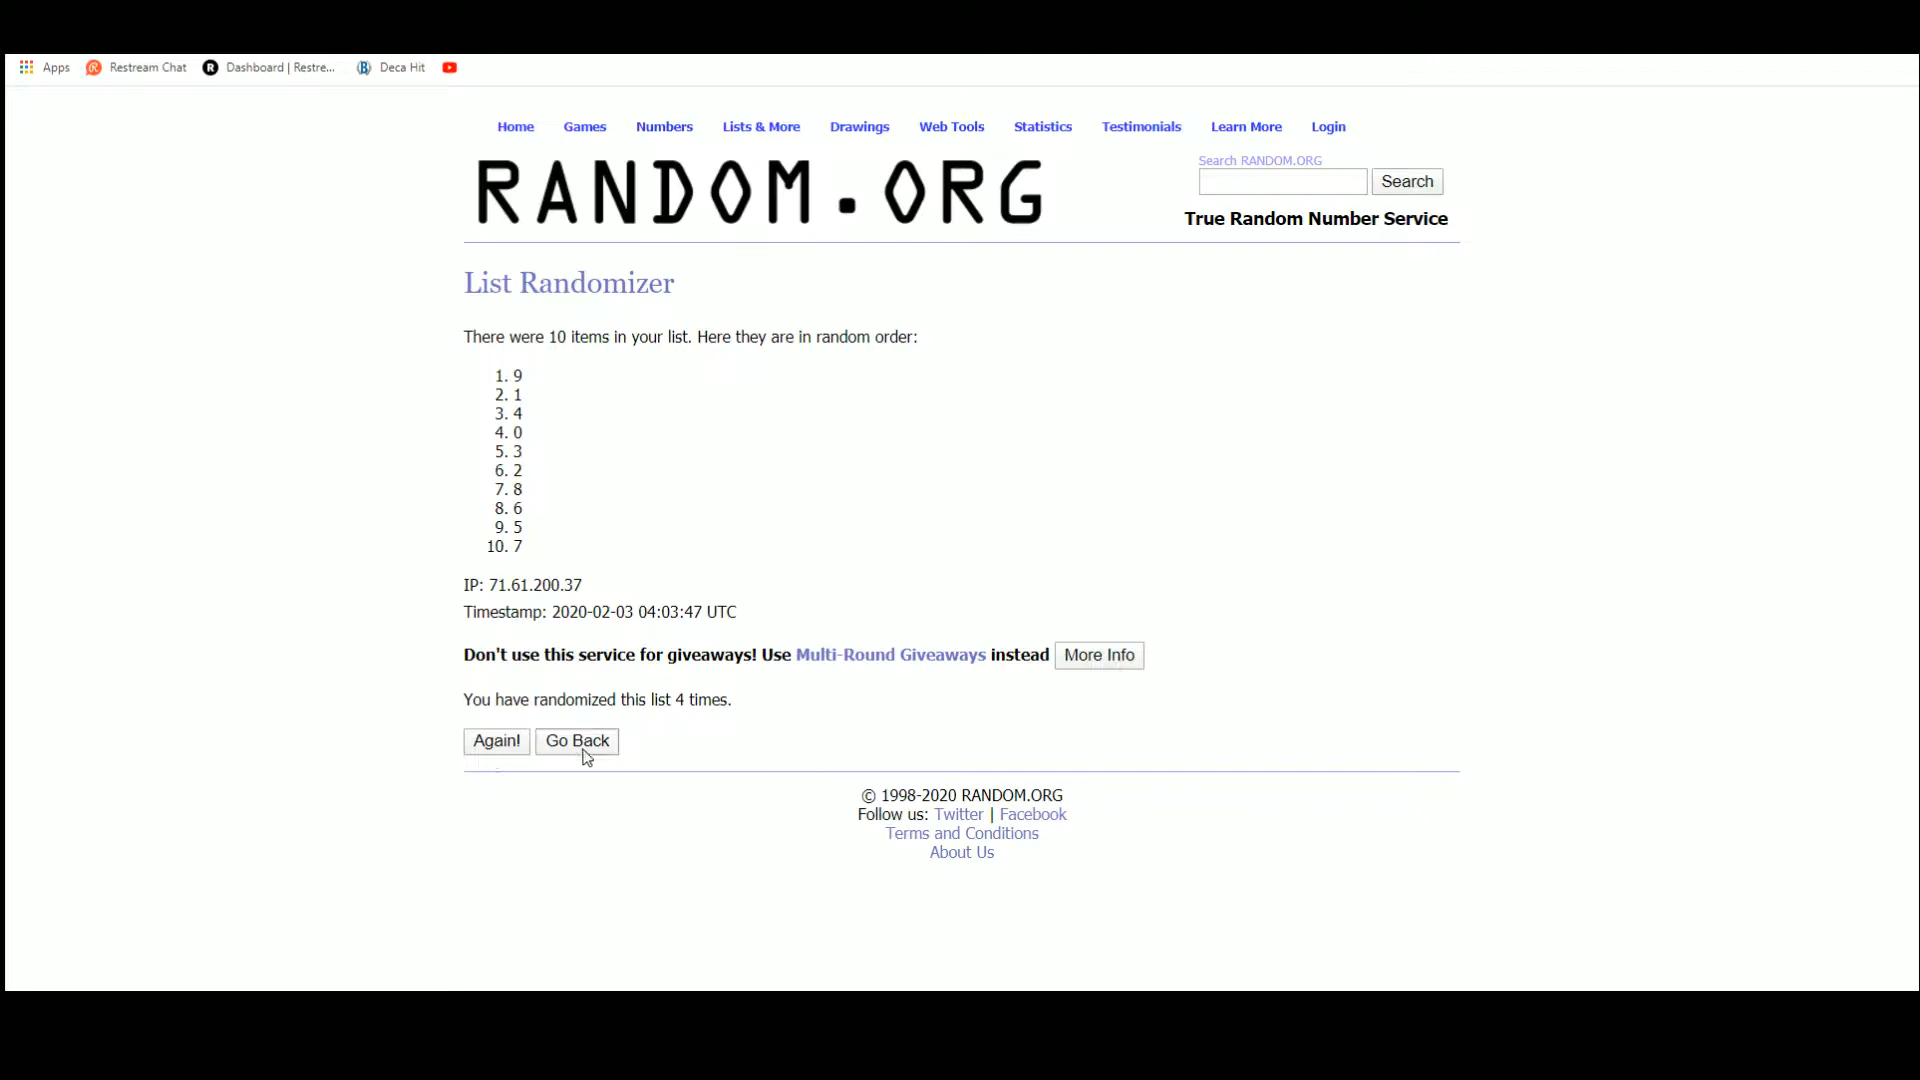 Apps Restream Chat Dashboard | Restre... Deca Hit
Home Games Numbers Lists & More Drawings Web Tools Statistics Testimonials Learn More Login
RANDOM.ORG
Search RANDOM.ORG
Search
True Random Number Service
List Randomizer
There were 10 items in your list. Here they are in random order:
1. 9
2. 1
3. 4
4. 0
5. 3
6. 2
7. 8
8. 6
9. 5
10. 7
IP: 71.61.200.37
Timestamp: 2020-02-03 04:03:47 UTC
Don't use this service for giveaways! Use Multi-Round Giveaways instead More Info
You have randomized this list 4 times.
Again! Go Back
© 1998-2020 RANDOM.ORG
Follow us: Twitter | Facebook
Terms and Conditions
About Us